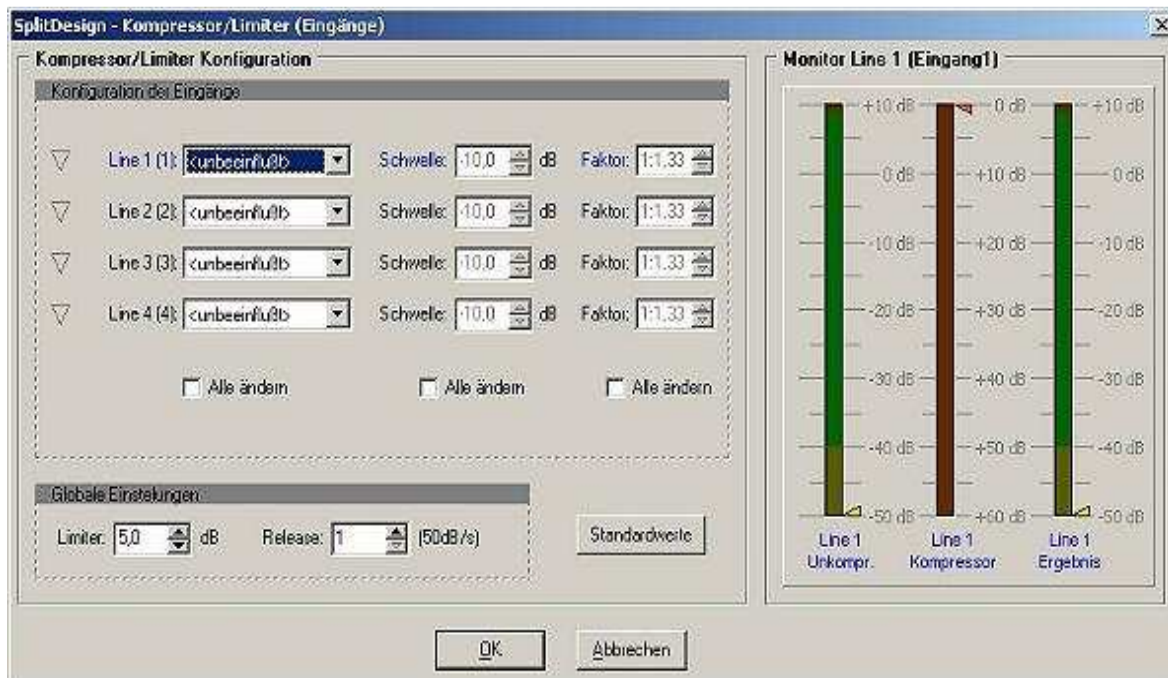 SplitDesign - Kompressor/Limiter (Eingänge)
Kompressor/Limiter Konfiguration
Konfiguration der Eingänge
Line 1 (1): <unbeeinflußt> Schwelle: -10,0 dB Faktor: 1:1,33
Line 2 (2): <unbeeinflußt> Schwelle: -10,0 dB Faktor: 1:1,33
Line 3 (3): <unbeeinflußt> Schwelle: -10,0 dB Faktor: 1:1,33
Line 4 (4): <unbeeinflußt> Schwelle: -10,0 dB Faktor: 1:1,33
Alle ändern Alle ändern Alle ändern
Globale Einstelungen
Limiter: 5,0 dB Release: 1 (50dB/s)
Standardwerte
Monitor Line 1 (Eingang1)
+10 dB 0 dB +10 dB
0 dB +10 dB 0 dB
-10 dB +20 dB -10 dB
-20 dB +30 dB -20 dB
-30 dB +40 dB -30 dB
-40 dB +50 dB -40 dB
-50 dB +60 dB -50 dB
Line 1 Line 1 Line 1
Unkompr. Kompressor Ergebnis
OK Abbrechen